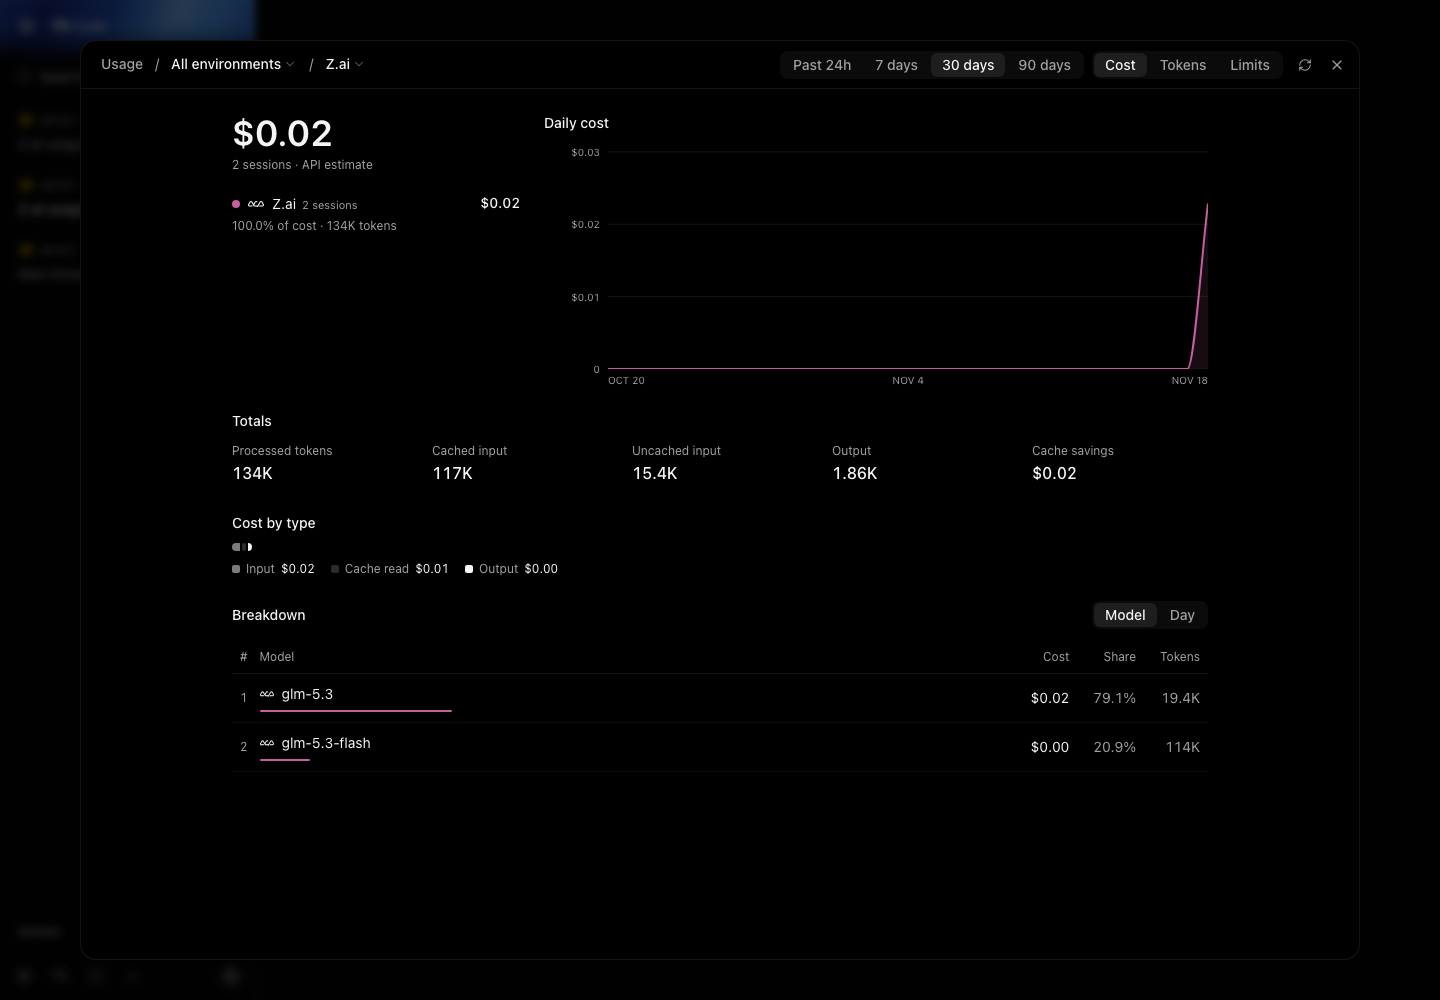 Usage / All environments / Z.ai
Past 24h 7 days 30 days 90 days Cost Tokens Limits
$0.02
2 sessions · API estimate
Z.ai 2 sessions $0.02
100.0% of cost · 134K tokens
Daily cost
$0.03
$0.02
$0.01
0
OCT 20 NOV 4 NOV 18
Totals
Processed tokens Cached input Uncached input Output Cache savings
134K 117K 15.4K 1.86K $0.02
Cost by type
Input $0.02 Cache read $0.01 Output $0.00
Breakdown Model Day
# Model Cost Share Tokens
1 glm-5.3 $0.02 79.1% 19.4K
2 glm-5.3-flash $0.00 20.9% 114K